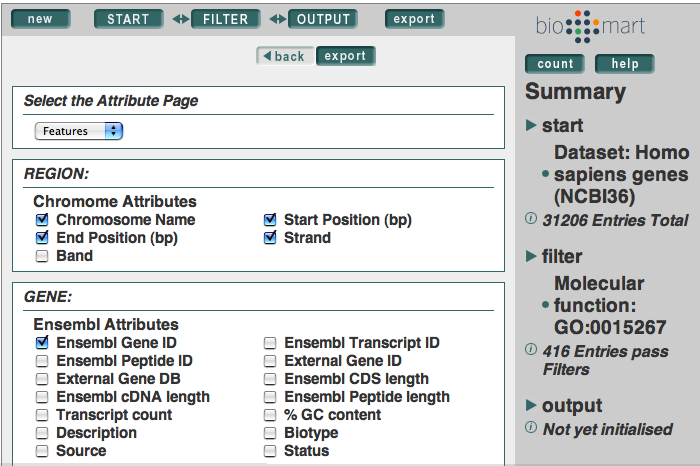 new START FILTER OUTPUT export
back export
Select the Attribute Page
Features
REGION:
Chromome Attributes
Chromosome Name Start Position (bp)
End Position (bp) Strand
Band
GENE:
Ensembl Attributes
Ensembl Gene ID Ensembl Transcript ID
Ensembl Peptide ID External Gene ID
External Gene DB Ensembl CDS length
Ensembl cDNA length Ensembl Peptide length
Transcript count % GC content
Description Biotype
Source Status
bio mart
count help
Summary
start
Dataset: Homo
sapiens genes
(NCBI36)
31206 Entries Total
filter
Molecular
function:
GO:0015267
416 Entries pass
Filters
output
Not yet initialised